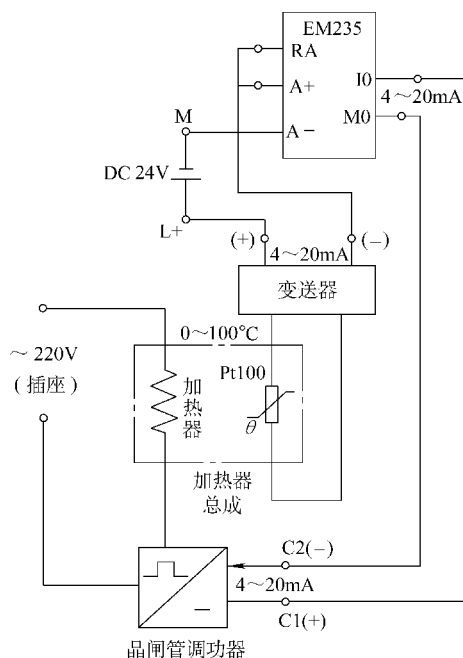 EM235
RA
A+
A−
I0
4～20mA
M0
M
DC 24V
L+
(+)
(−)
4～20mA
变送器
～220V
(插座)
0～100℃
Pt100
θ
加热器
加热器
总成
C2(−)
4～20mA
C1(+)
晶闸管调功器